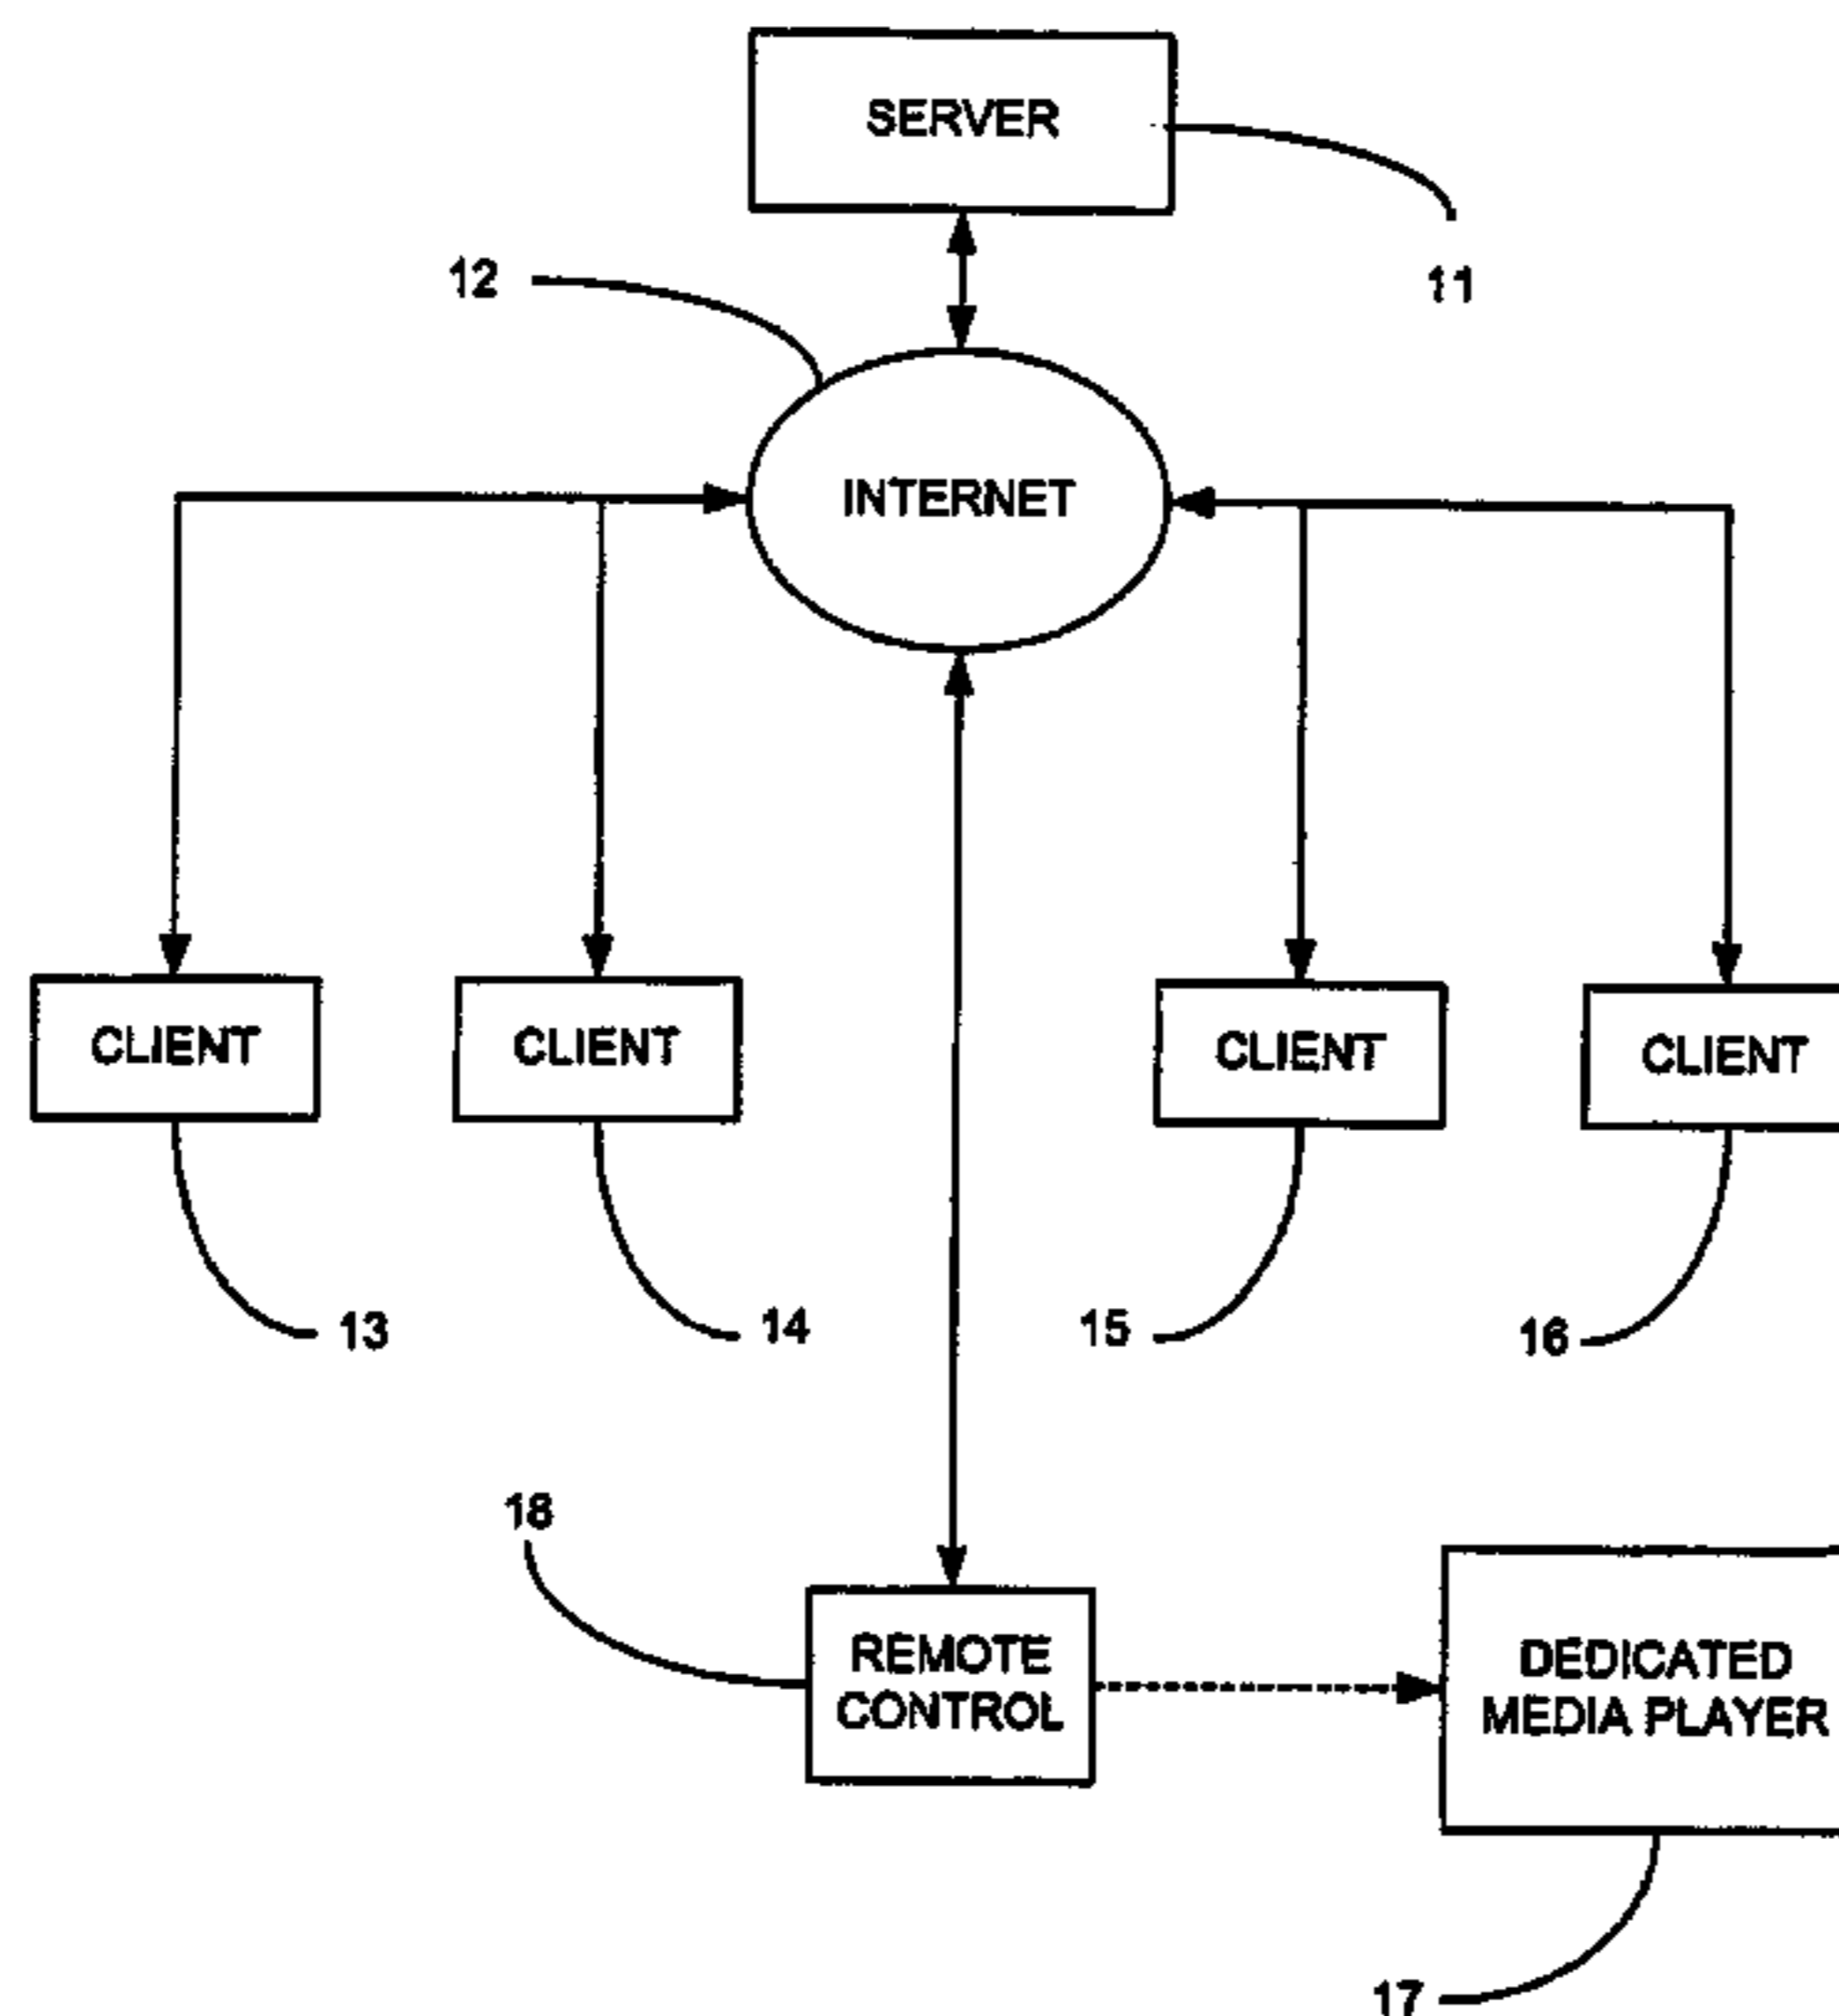 SERVER
12
11
INTERNET
CLIENT
CLIENT
CLIENT
CLIENT
13
14
15
16
18
REMOTE
CONTROL
DEDICATED
MEDIA PLAYER
17